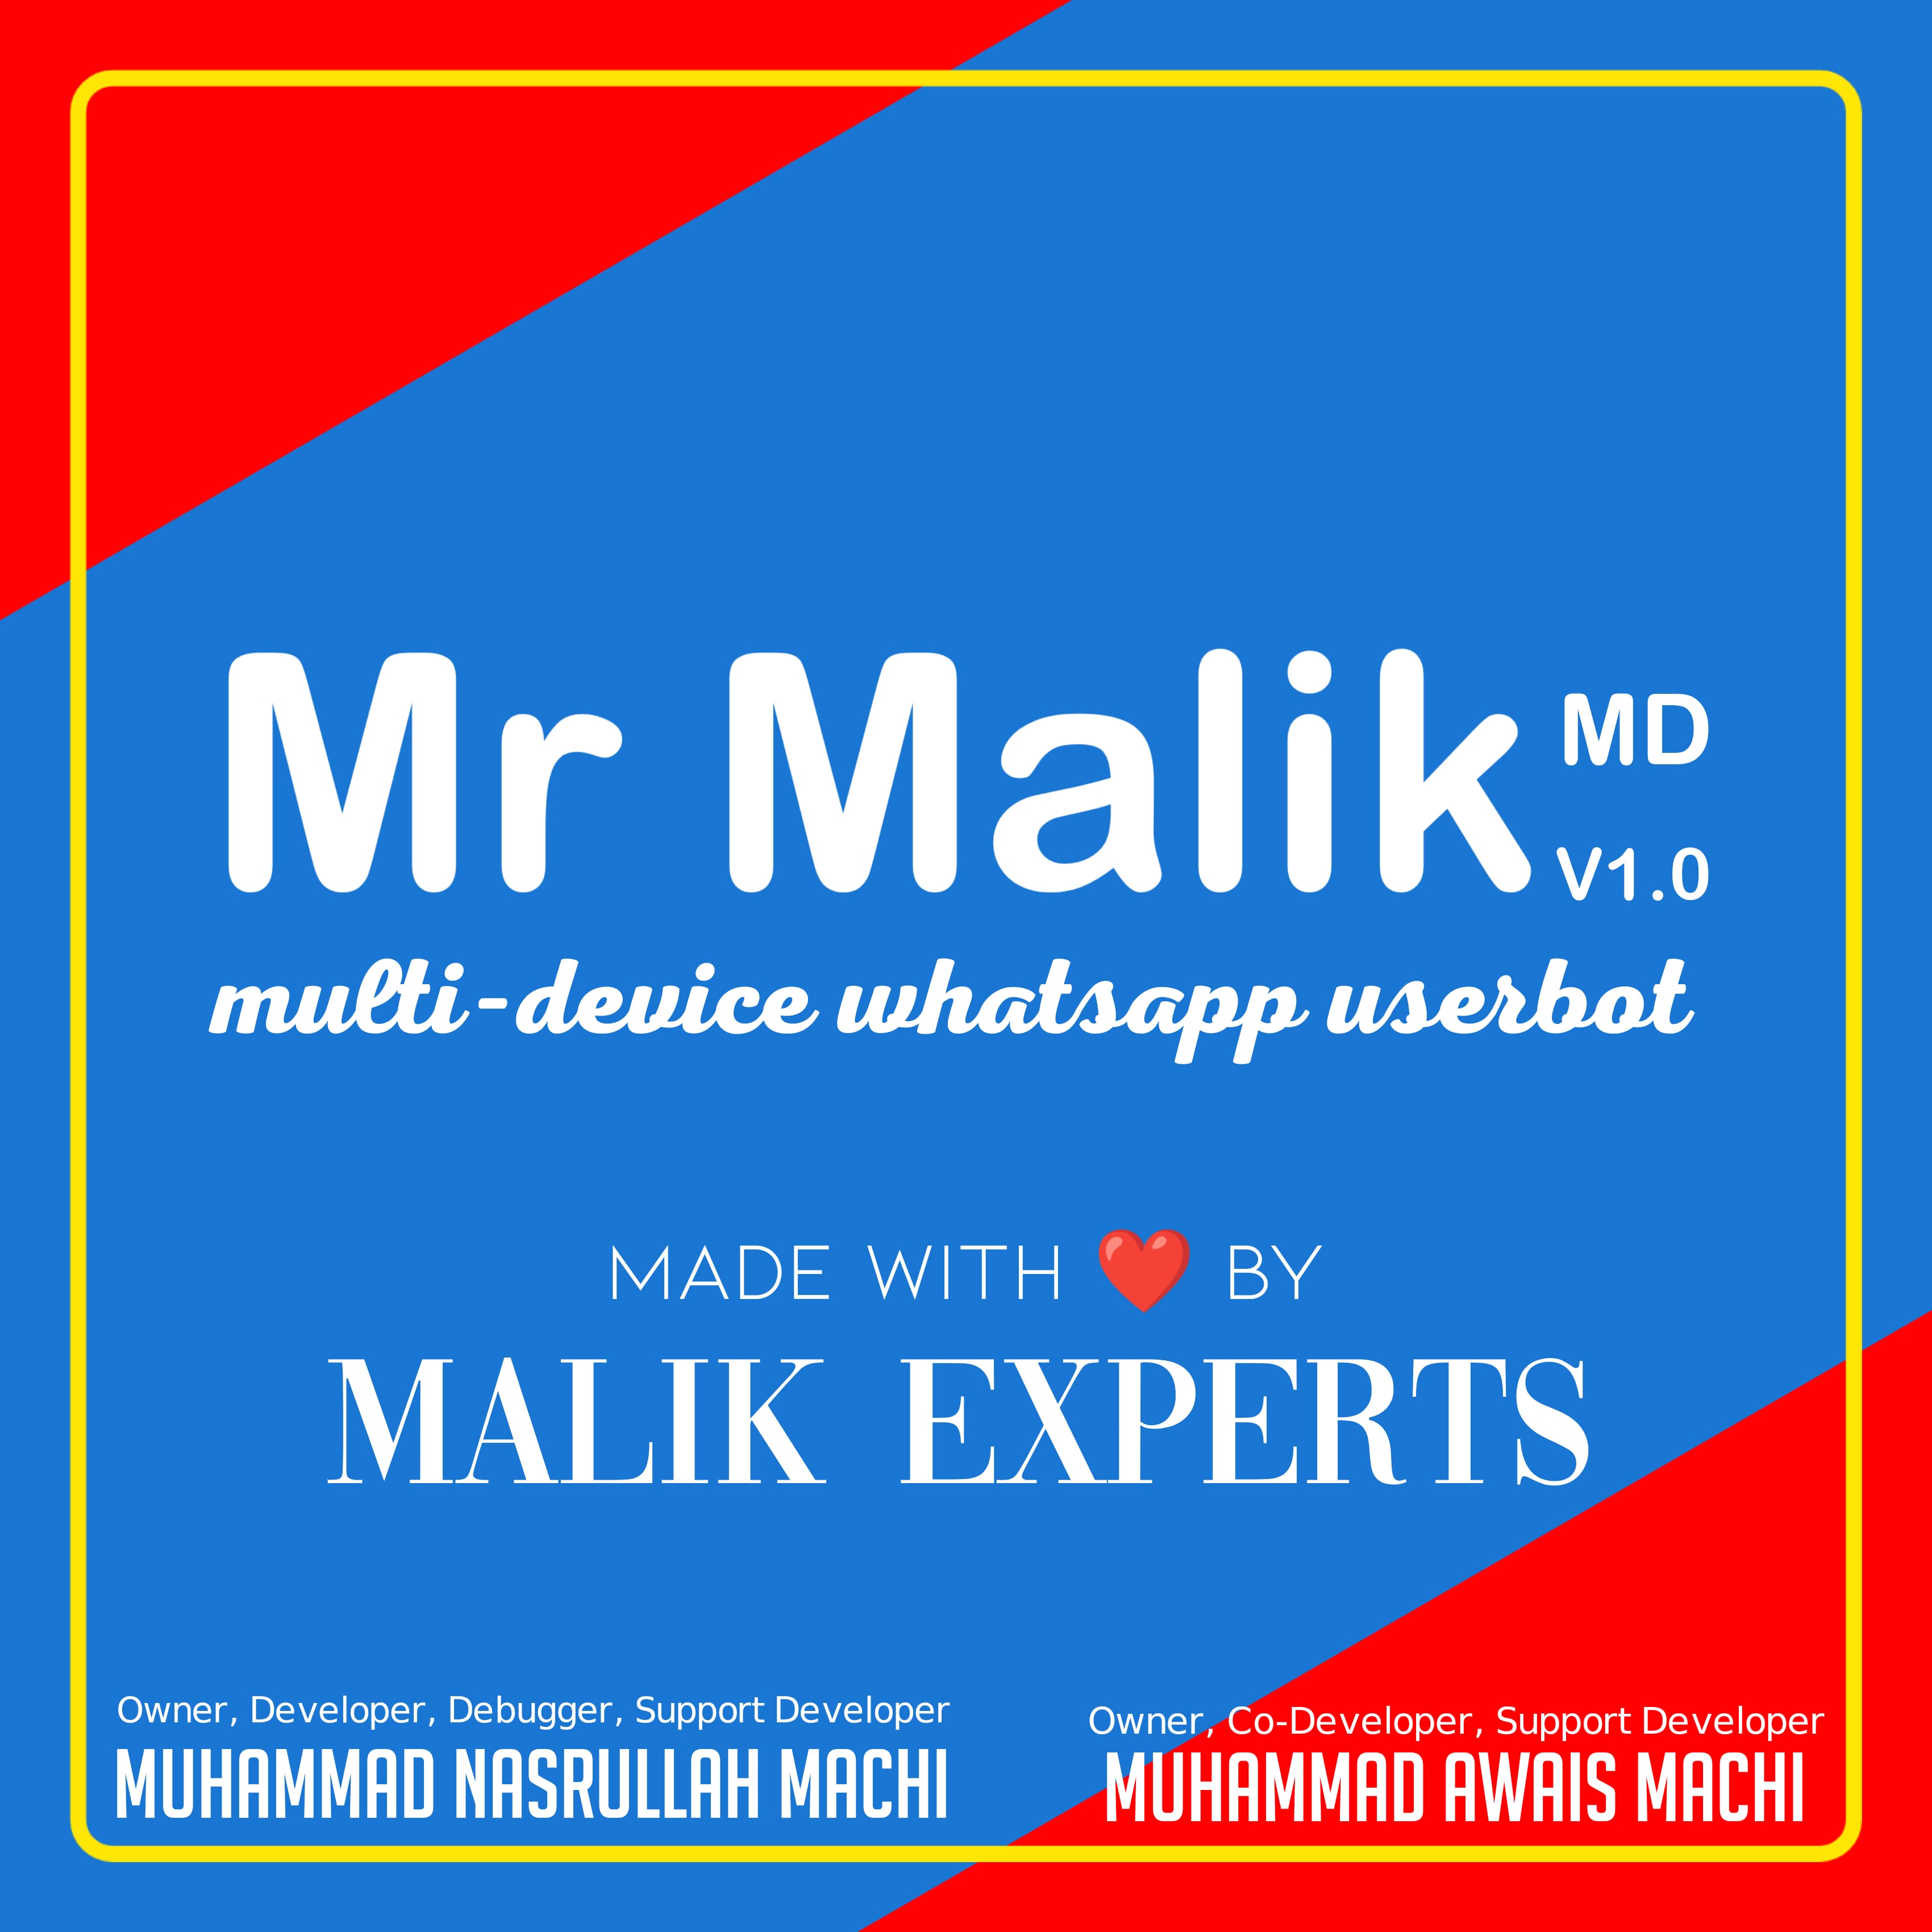 Mr Malik MD
V1.0
multi-device whatsapp userbot
MADE WITH ❤️ BY
MALIK EXPERTS
Owner, Developer, Debugger, Support Developer
MUHAMMAD NASRULLAH MACHI
Owner, Co-Developer, Support Developer
MUHAMMAD AWAIS MACHI